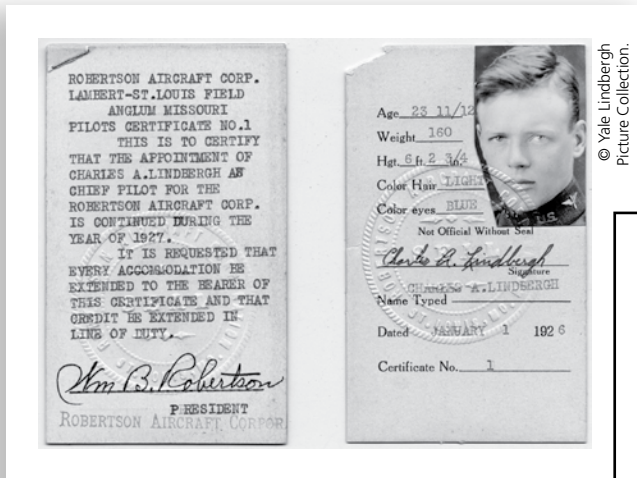 ROBERTSON AIRCRAFT CORP.
LAMBERT-ST.LOUIS FIELD
ANGLUM MISSOURI
PILOTS CERTIFICATE NO.1
THIS IS TO CERTIFY
THAT THE APPOINTMENT OF
CHARLES A.LINDBERGH AS
CHIEF PILOT FOR THE
ROBERTSON AIRCRAFT CORP.
IS CONTINUED DURING THE
YEAR OF 1927.
IT IS REQUESTED THAT
EVERY ACCOMMODATION BE
EXTENDED TO THE BEARER OF
THIS CERTIFICATE AND THAT
CREDIT BE EXTENDED IN
LINE OF DUTY.
Wm B. Robertson
PRESIDENT
ROBERTSON AIRCRAFT CORPOR
Age 23 11/12
Weight 160
Hgt. 6 ft. 2 3/4 in.
Color Hair LIGHT
Color eyes BLUE
U.S.
Not Official Without Seal
Charles A. Lindbergh
Signature
CHARLES A.LINDBERGH
Name Typed
Dated JANUARY 1 1926
Certificate No. 1
© Yale Lindbergh
Picture Collection.